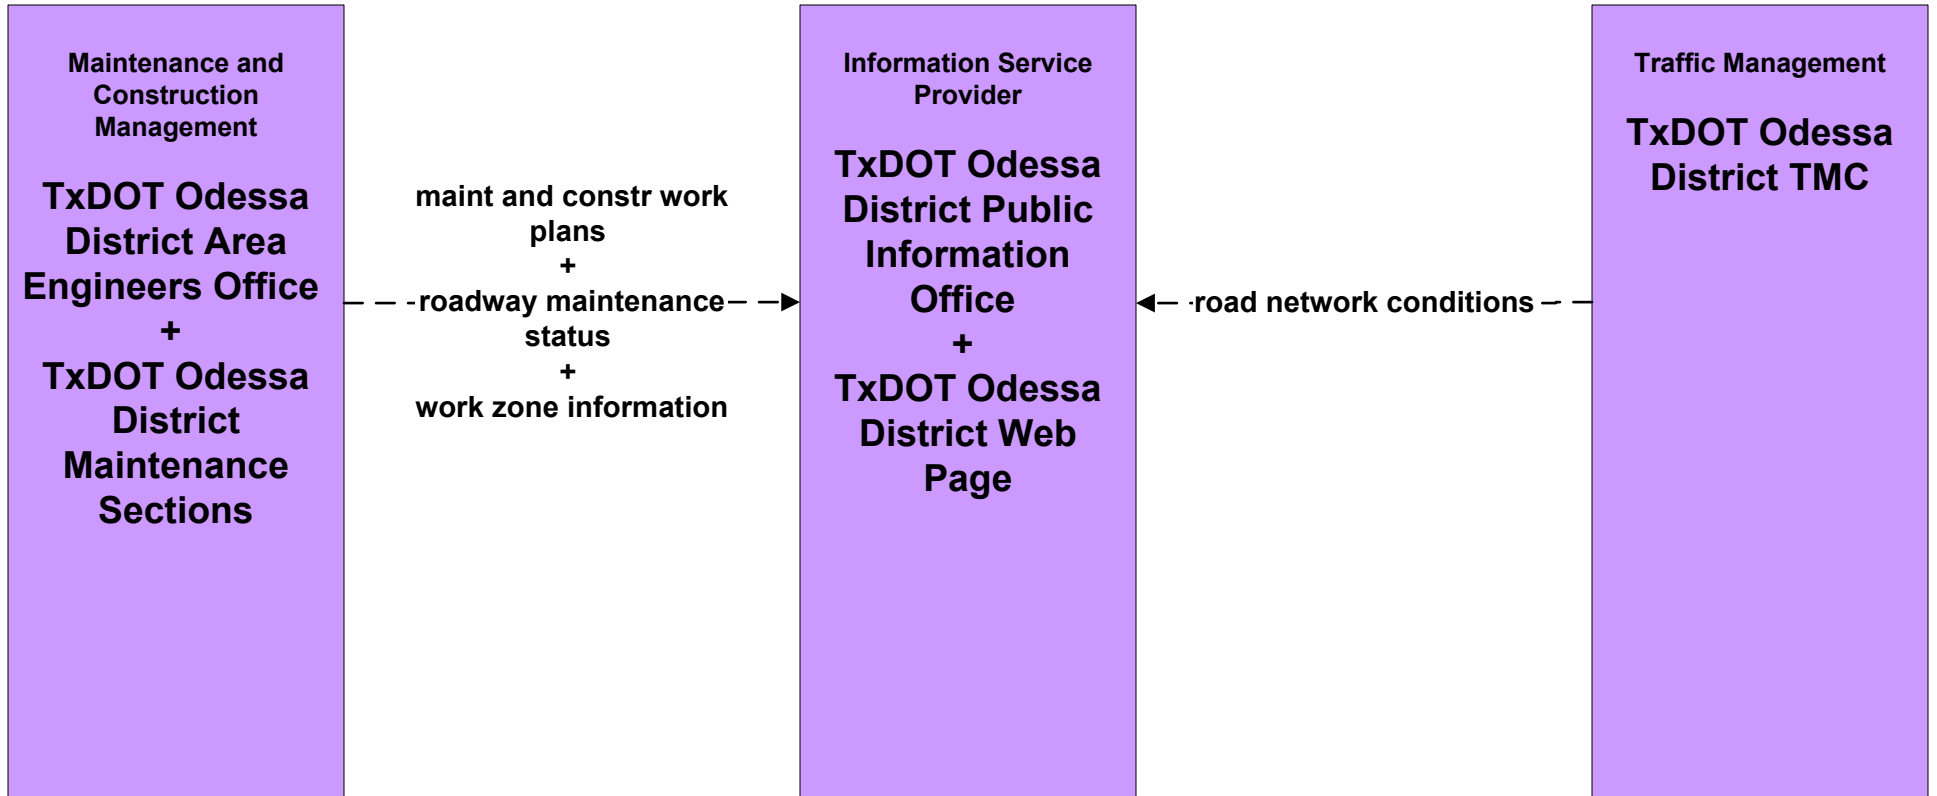 Maintenance and
Construction
Management
TxDOT Odessa
District Area
Engineers Office
+
TxDOT Odessa
District
Maintenance
Sections
maint and constr work
plans
+
roadway maintenance
status
+
work zone information
Information Service
Provider
TxDOT Odessa
District Public
Information
Office
+
TxDOT Odessa
District Web
Page
road network conditions
Traffic Management
TxDOT Odessa
District TMC